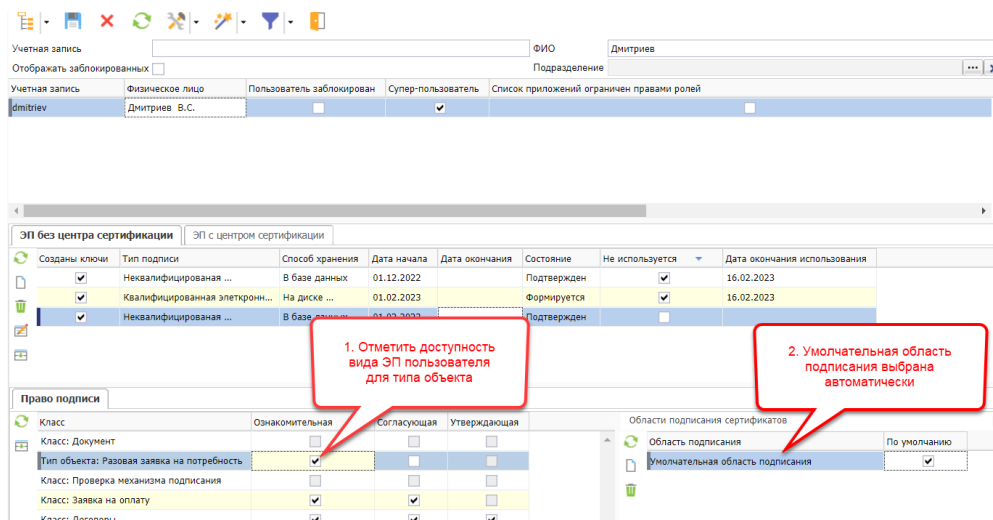 Учетная запись ФИО Дмитриев
Отображать заблокированных Подразделение ...
Учетная запись Физическое лицо Пользователь заблокирован Супер-пользователь Список приложений ограничен правами ролей
dmitriev Дмитриев В.С.
ЭП без центра сертификации ЭП с центром сертификации
Созданы ключи Тип подписи Способ хранения Дата начала Дата окончания Состояние Не используется Дата окончания использования
Неквалифицированая ... В базе данных 01.12.2022 Подтвержден 16.02.2023
Квалифицированная элеткронн... На диске ... 01.02.2023 Формируется 16.02.2023
Неквалифицированая ... В базе данных Подтвержден
1. Отметить доступность
вида ЭП пользователя
для типа объекта
2. Умолчательная область
подписания выбрана
автоматически
Право подписи
Класс Ознакомительная Согласующая Утверждающая
Класс: Документ
Тип объекта: Разовая заявка на потребность
Класс: Проверка механизма подписания
Класс: Заявка на оплату
Класс: Договоры
Области подписания сертификатов
Область подписания По умолчанию
Умолчательная область подписания